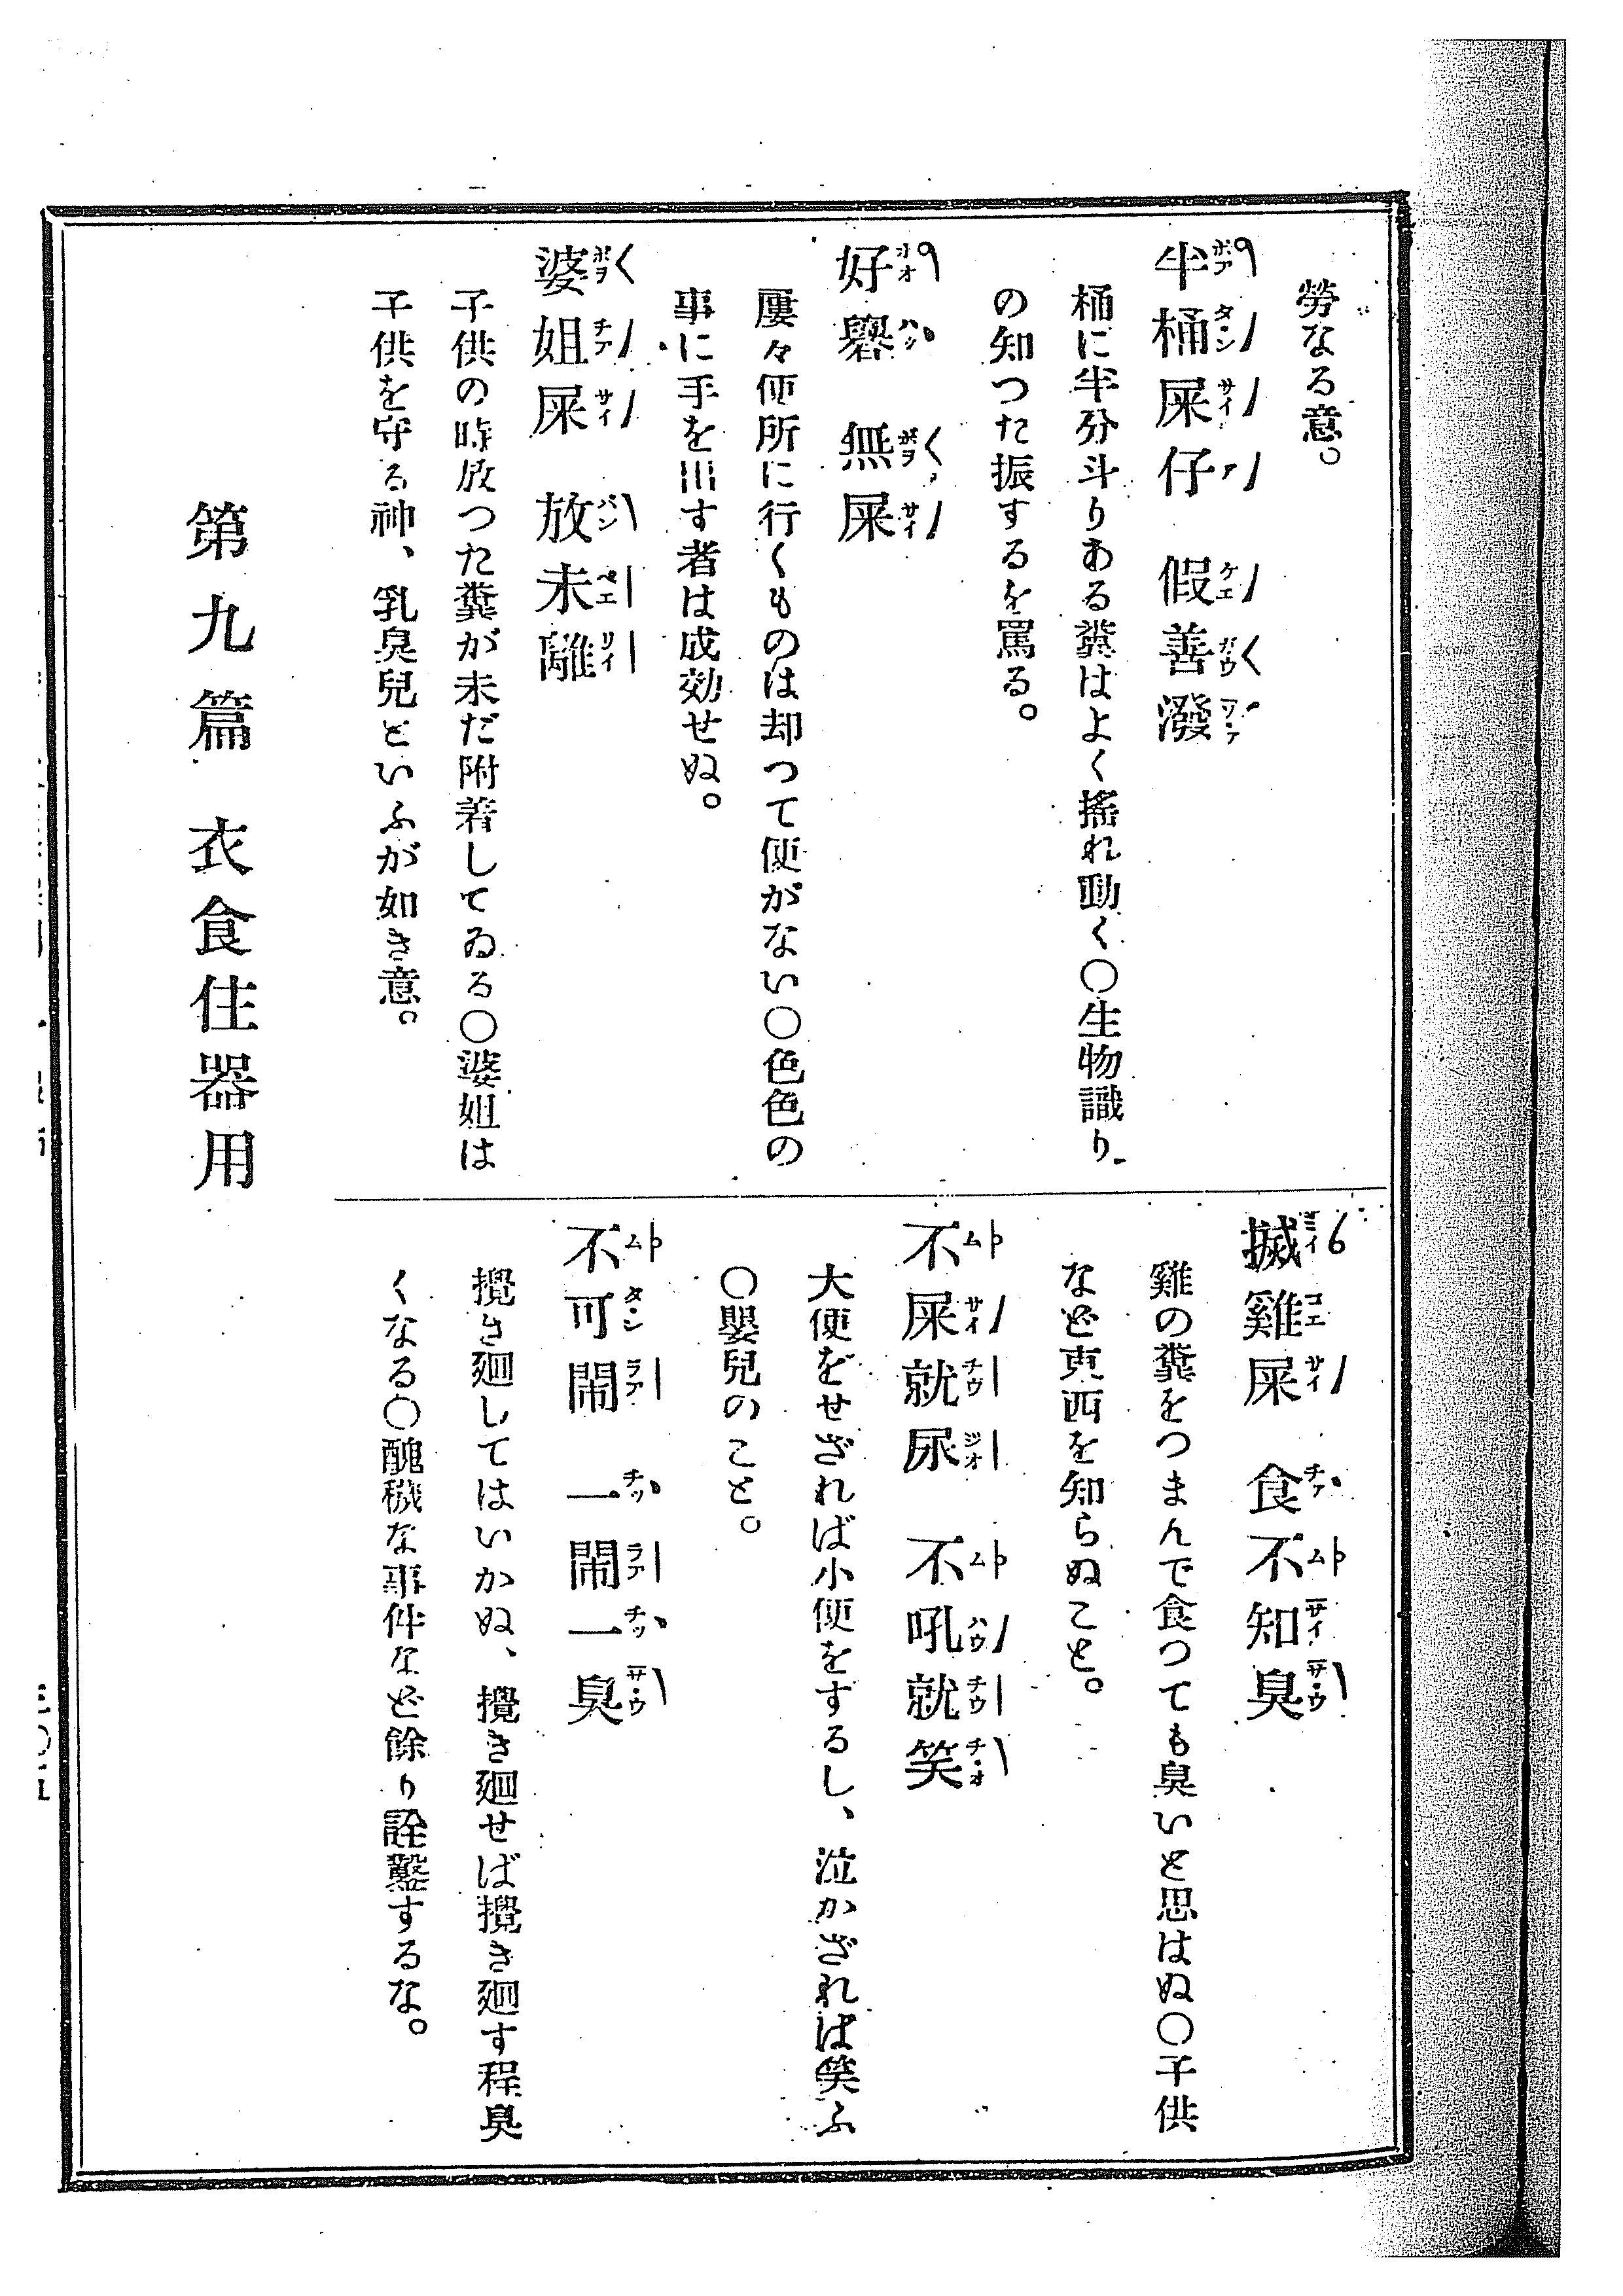 勞なる意。
半桶屎仔 假善潑
桶に半分斗りある糞はよく搖れ動く〇生物識り
の知つた振するを罵る。
好礐 無屎
屢々便所に行くものは却つて便がない〇色色の
事に手を出す者は成効せぬ。
婆姐屎 放未離
子供の時放つた糞が未だ附着してゐる〇婆姐は
子供を守る神、乳臭兒といふが如き意。
搣雞屎 食不知臭
雞の糞をつまんで食つても臭いと思はぬ〇子供
など東西を知らぬこと。
不屎就尿 不吼就笑
大便をせざれば小便をするし、泣かざれば笑ふ
〇嬰兒のこと。
不可鬧 一鬧一臭
攪き廻してはいかぬ、攪き廻せば攪き廻す程臭
くなる〇醜穢な事件など餘り詮鑿するな。
第九篇 衣食住器用